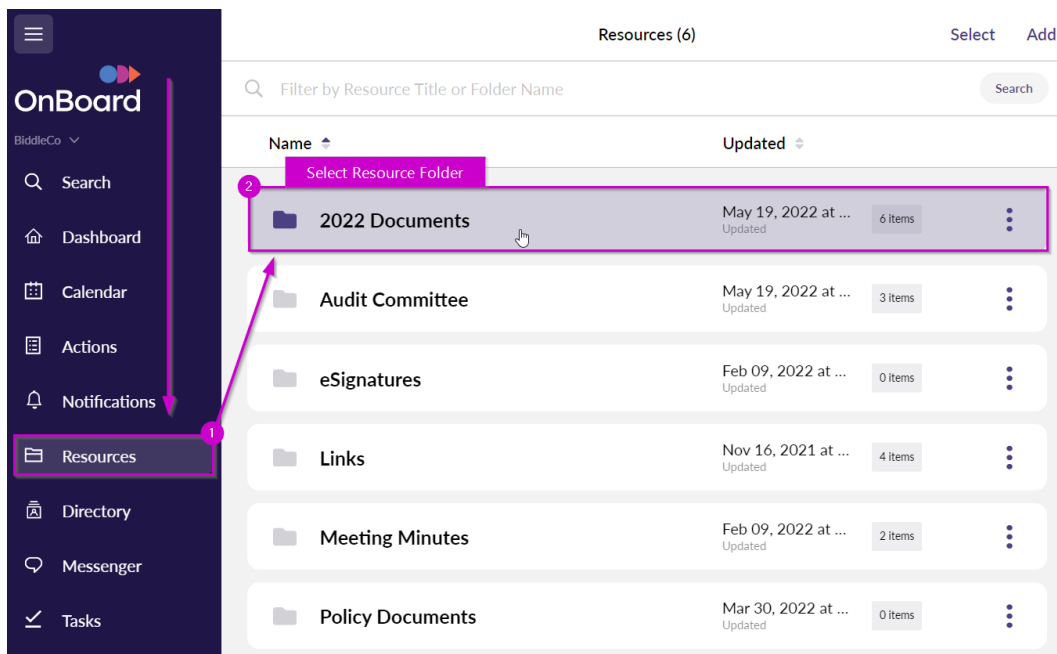 Resources (6)
Select
Add
OnBoard
BiddleCo
Filter by Resource Title or Folder Name
Search
Name
Updated
Select Resource Folder
Search
Dashboard
Calendar
Actions
Notifications
Resources
Directory
Messenger
Tasks
1
2
2022 Documents
May 19, 2022 at ...
Updated
6 items
Audit Committee
May 19, 2022 at ...
Updated
3 items
eSignatures
Feb 09, 2022 at ...
Updated
0 items
Links
Nov 16, 2021 at ...
Updated
4 items
Meeting Minutes
Feb 09, 2022 at ...
Updated
2 items
Policy Documents
Mar 30, 2022 at ...
Updated
0 items